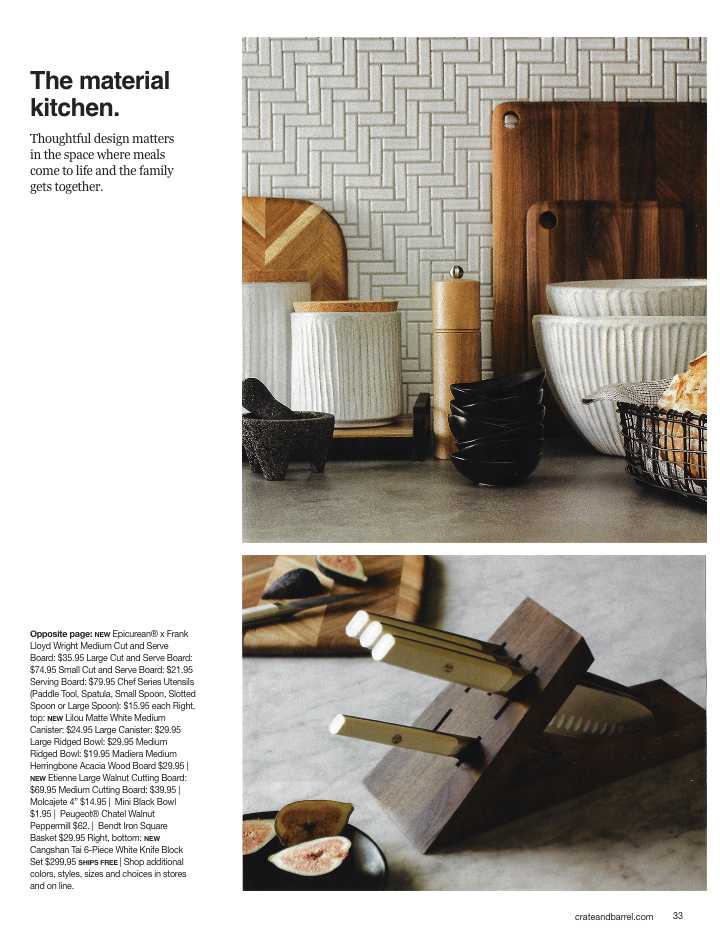 The material
kitchen.
Thoughtful design matters
in the space where meals
come to life and the family
gets together.
Opposite page: NEW Epicurean® x Frank
Lloyd Wright Medium Cut and Serve
Board: $35.95 Large Cut and Serve Board:
$74.95 Small Cut and Serve Board: $21.95
Serving Board: $79.95 Chef Series Utensils
(Paddle Tool, Spatula, Small Spoon, Slotted
Spoon or Large Spoon): $15.95 each Right,
top: NEW Lilou Matte White Medium
Canister: $24.95 Large Canister: $29.95
Large Ridged Bowl: $29.95 Medium
Ridged Bowl: $19.95 Madiera Medium
Herringbone Acacia Wood Board $29.95 |
NEW Etienne Large Walnut Cutting Board:
$69.95 Medium Cutting Board: $39.95 |
Molcajete 4" $14.95 | Mini Black Bowl
$1.95 | Peugeot® Chatel Walnut
Peppermill $62. | Bendt Iron Square
Basket $29.95 Right, bottom: NEW
Cangshan Tai 6-Piece White Knife Block
Set $299.95 SHIPS FREE | Shop additional
colors, styles, sizes and choices in stores
and on line.
crateandbarrel.com 33